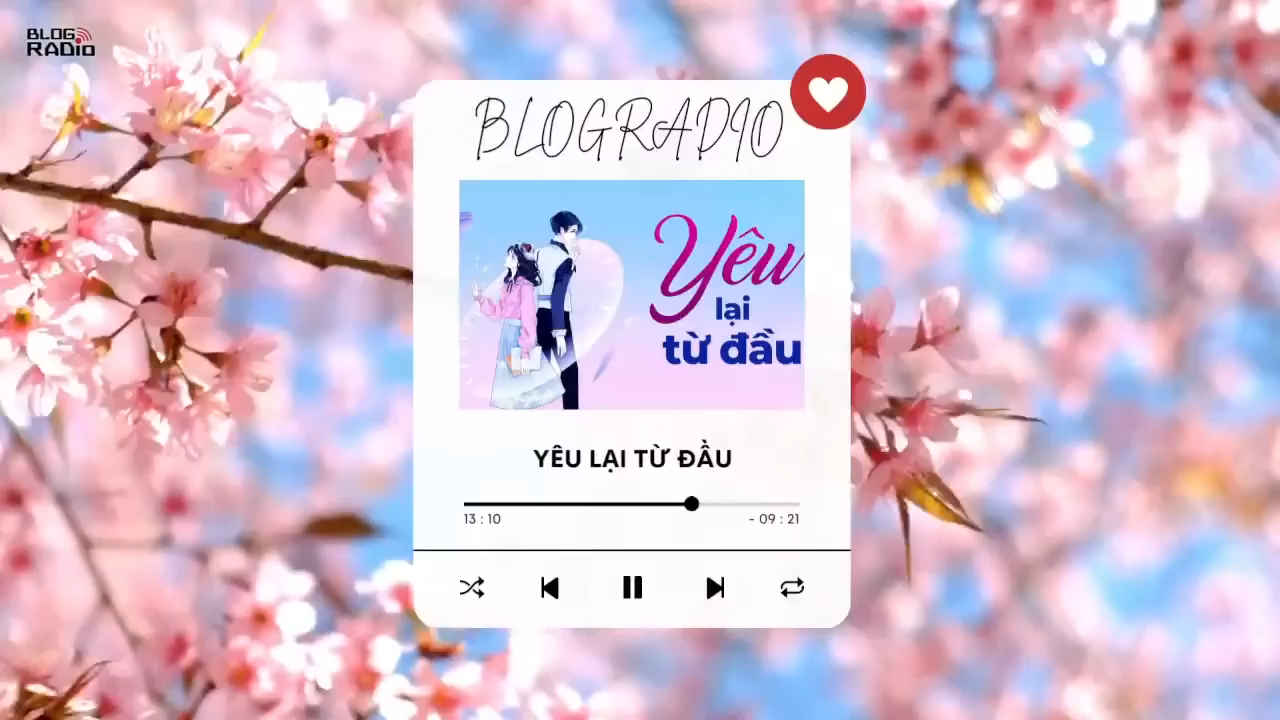 BLOG
RADIO
BLOGRADIO
Yêu
lại
từ đầu
YÊU LẠI TỪ ĐẦU
13 : 10
- 09 : 21